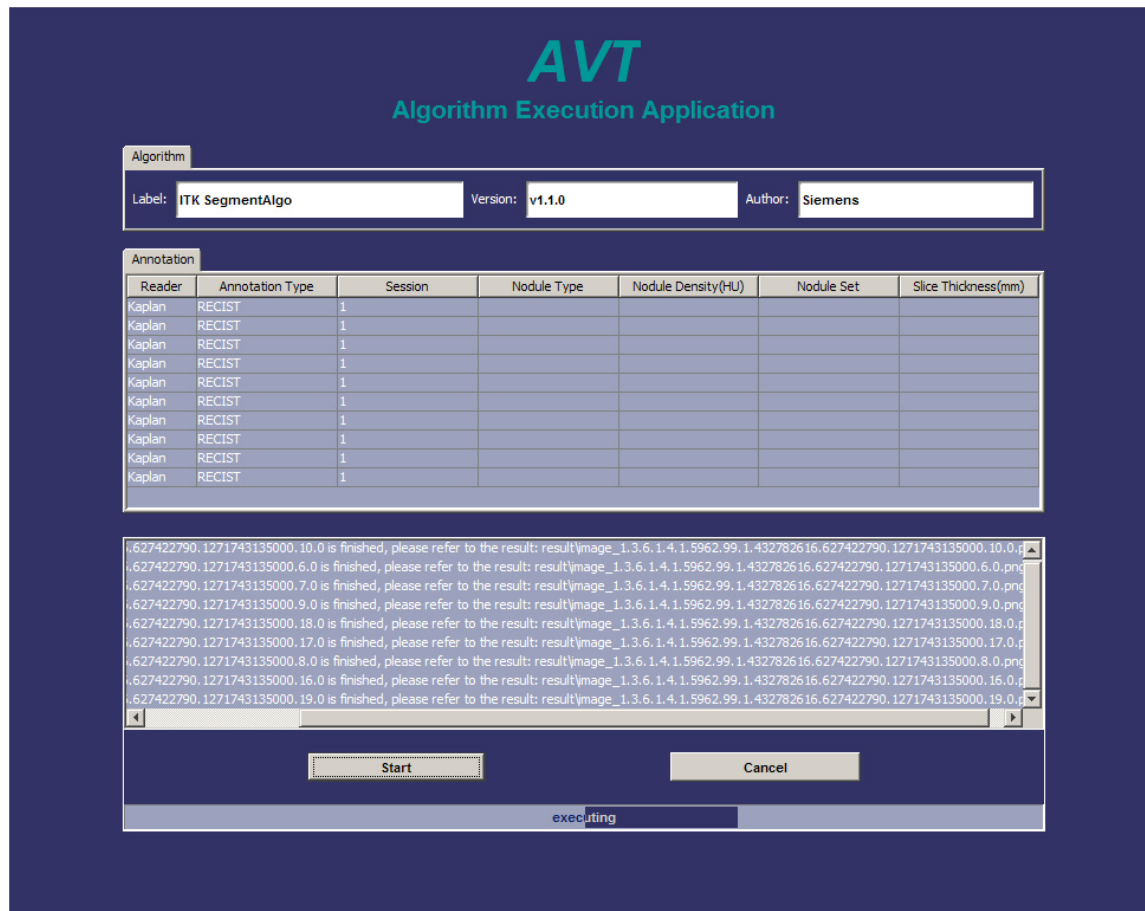 AVT
Algorithm Execution Application
Algorithm
Label: ITK SegmentAlgo Version: v1.1.0 Author: Siemens
Annotation
Reader Annotation Type Session Nodule Type Nodule Density(HU) Nodule Set Slice Thickness(mm)
Kaplan RECIST 1
Kaplan RECIST 1
Kaplan RECIST 1
Kaplan RECIST 1
Kaplan RECIST 1
Kaplan RECIST 1
Kaplan RECIST 1
Kaplan RECIST 1
Kaplan RECIST 1
Kaplan RECIST 1
.627422790.1271743135000.10.0 is finished, please refer to the result: result\image_1.3.6.1.4.1.5962.99.1.432782616.627422790.1271743135000.10.0.p
.627422790.1271743135000.6.0 is finished, please refer to the result: result\image_1.3.6.1.4.1.5962.99.1.432782616.627422790.1271743135000.6.0.png
.627422790.1271743135000.7.0 is finished, please refer to the result: result\image_1.3.6.1.4.1.5962.99.1.432782616.627422790.1271743135000.7.0.png
.627422790.1271743135000.9.0 is finished, please refer to the result: result\image_1.3.6.1.4.1.5962.99.1.432782616.627422790.1271743135000.9.0.png
.627422790.1271743135000.18.0 is finished, please refer to the result: result\image_1.3.6.1.4.1.5962.99.1.432782616.627422790.1271743135000.18.0.p
.627422790.1271743135000.17.0 is finished, please refer to the result: result\image_1.3.6.1.4.1.5962.99.1.432782616.627422790.1271743135000.17.0.p
.627422790.1271743135000.8.0 is finished, please refer to the result: result\image_1.3.6.1.4.1.5962.99.1.432782616.627422790.1271743135000.8.0.png
.627422790.1271743135000.16.0 is finished, please refer to the result: result\image_1.3.6.1.4.1.5962.99.1.432782616.627422790.1271743135000.16.0.p
.627422790.1271743135000.19.0 is finished, please refer to the result: result\image_1.3.6.1.4.1.5962.99.1.432782616.627422790.1271743135000.19.0.p
Start Cancel
executing